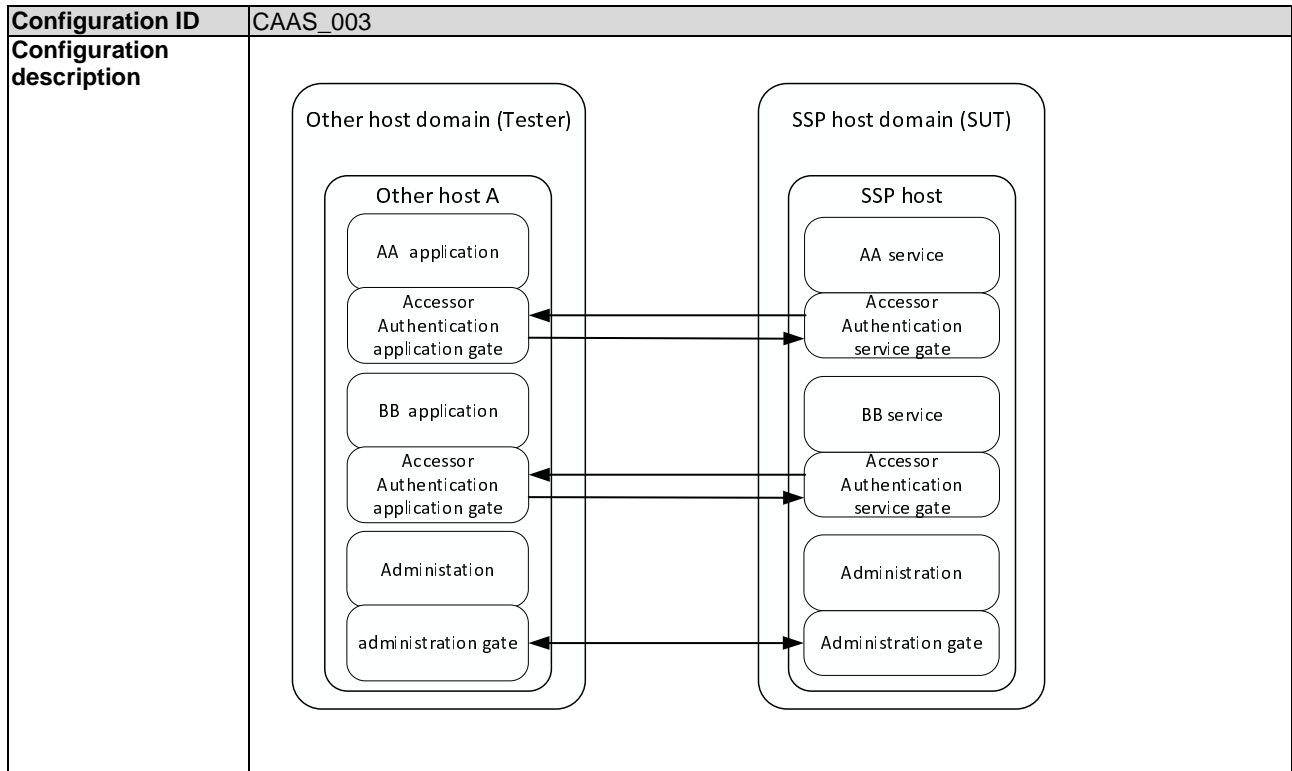 Configuration ID
CAAS_003
Configuration
description
Other host domain (Tester)
Other host A
AA application
Accessor
Authentication
application gate
BB application
Accessor
Authentication
application gate
Administation
administration gate
SSP host domain (SUT)
SSP host
AA service
Accessor
Authentication
service gate
BB service
Accessor
Authentication
service gate
Administration
Administration gate